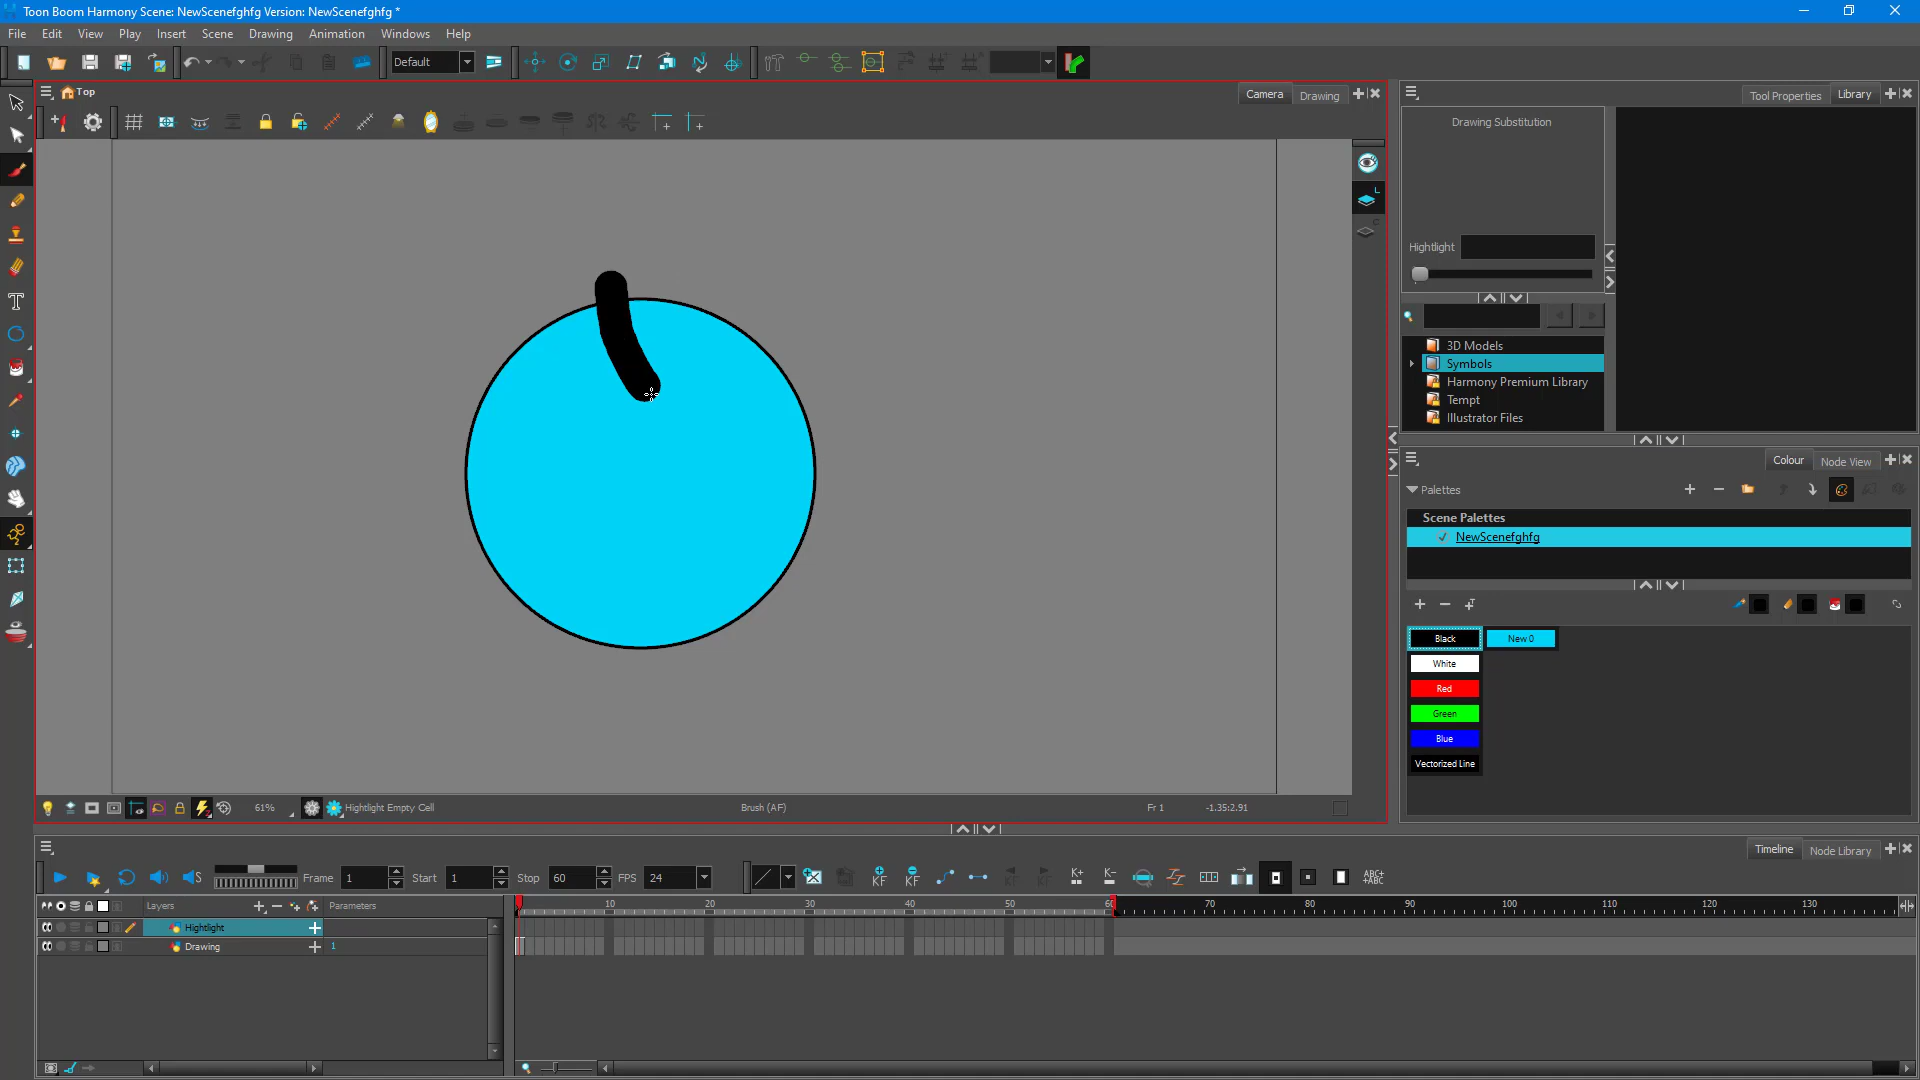 Toon Boom Harmony Scene: NewScenefghfg Version: NewScenefghfg *
File Edit View Play Insert Scene Drawing Animation Windows Help
Default
Top
Camera Drawing
Tool Properties Library
Drawing Substitution
Hightlight
3D Models
Symbols
Harmony Premium Library
Tempt
Illustrator Files
Colour Node View
Palettes
Scene Palettes
NewScenefghfg
Black New 0
White
Red
Green
Blue
Vectorized Line
61% Hightlight Empty Cell Brush (AF) Fr 1 -1.35:2.91
Timeline Node Library
Frame 1 Start 1 Stop 60 FPS 24
KF KF K+ K- ABC+ ABC+
Layers Parameters
10 20 30 40 50 60 70 80 90 100 110 120 130
Hightlight
Drawing 1